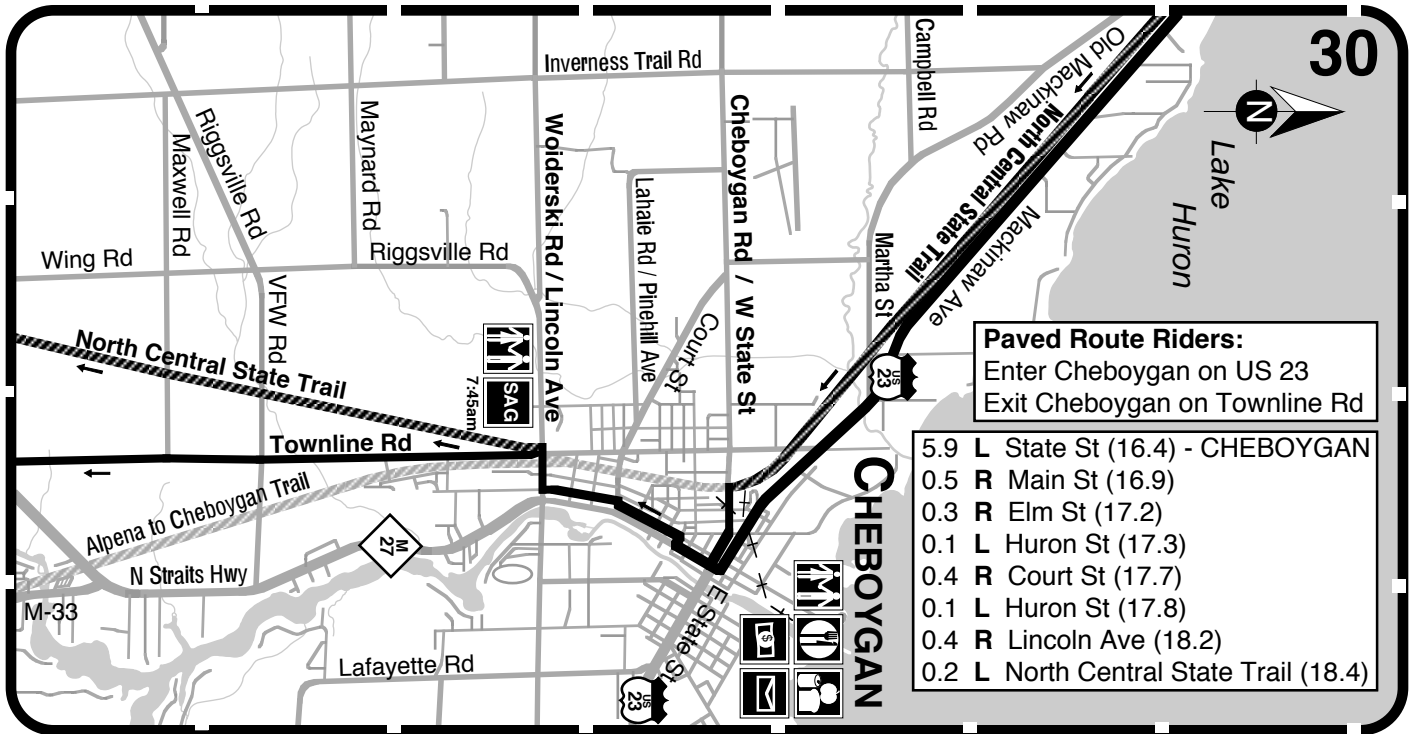 30
N
Lake
Huron
Inverness Trail Rd
Campbell Rd
Old Mackinaw Rd
North Central State Trail
Mackinaw Ave
Martha St
Riggsville Rd
Maxwell Rd
Maynard Rd
Woiderski Rd / Lincoln Ave
Cheboygan Rd / W State St
Lahaie Rd / Pinehill Ave
Court St
Wing Rd
Riggsville Rd
VFW Rd
North Central State Trail
SAG
7:45am
Townline Rd
Alpena to Cheboygan Trail
M
27
N Straits Hwy
M-33
Lafayette Rd
E State St
US
23
US
23
CHEBOYGAN
$
Paved Route Riders:
Enter Cheboygan on US 23
Exit Cheboygan on Townline Rd
5.9 L State St (16.4) - CHEBOYGAN
0.5 R Main St (16.9)
0.3 R Elm St (17.2)
0.1 L Huron St (17.3)
0.4 R Court St (17.7)
0.1 L Huron St (17.8)
0.4 R Lincoln Ave (18.2)
0.2 L North Central State Trail (18.4)